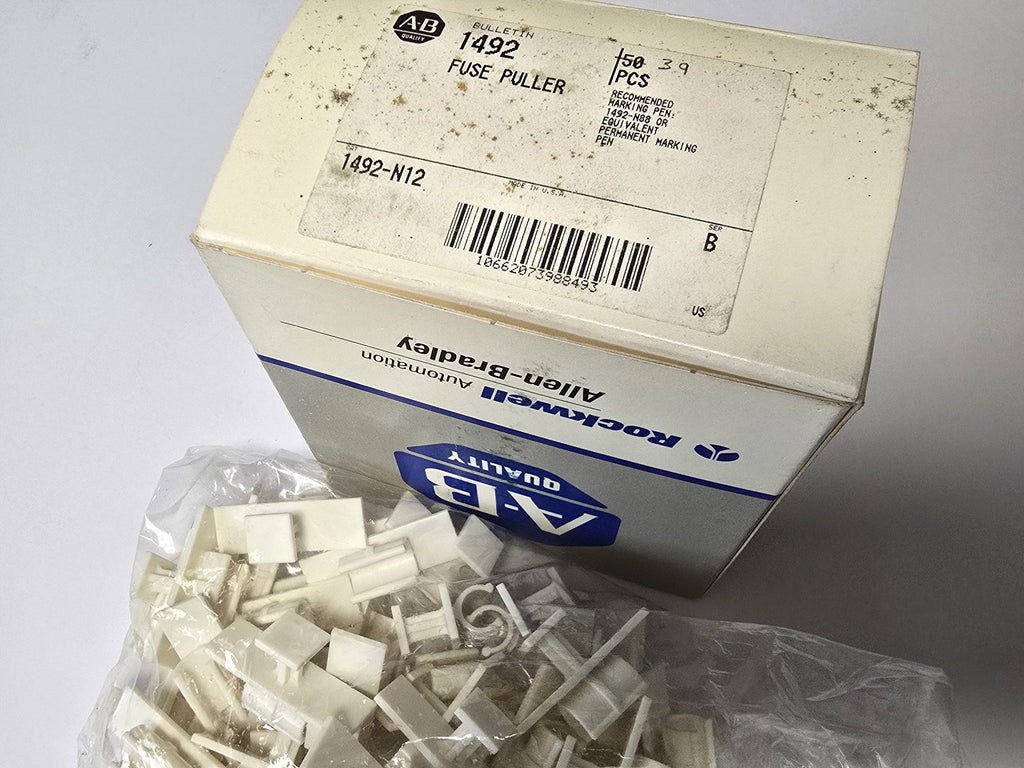 A-B
QUALITY
BULLETIN
1492
FUSE PULLER
50 39
PCS
RECOMMENDED
MARKING PEN:
1492-N88 OR
EQUIVALENT
PERMANENT MARKING
PEN
CAT
1492-N12
MADE IN U.S.A.
SER
B
10662073988493
US
Rockwell Automation
Allen-Bradley
A-B
QUALITY